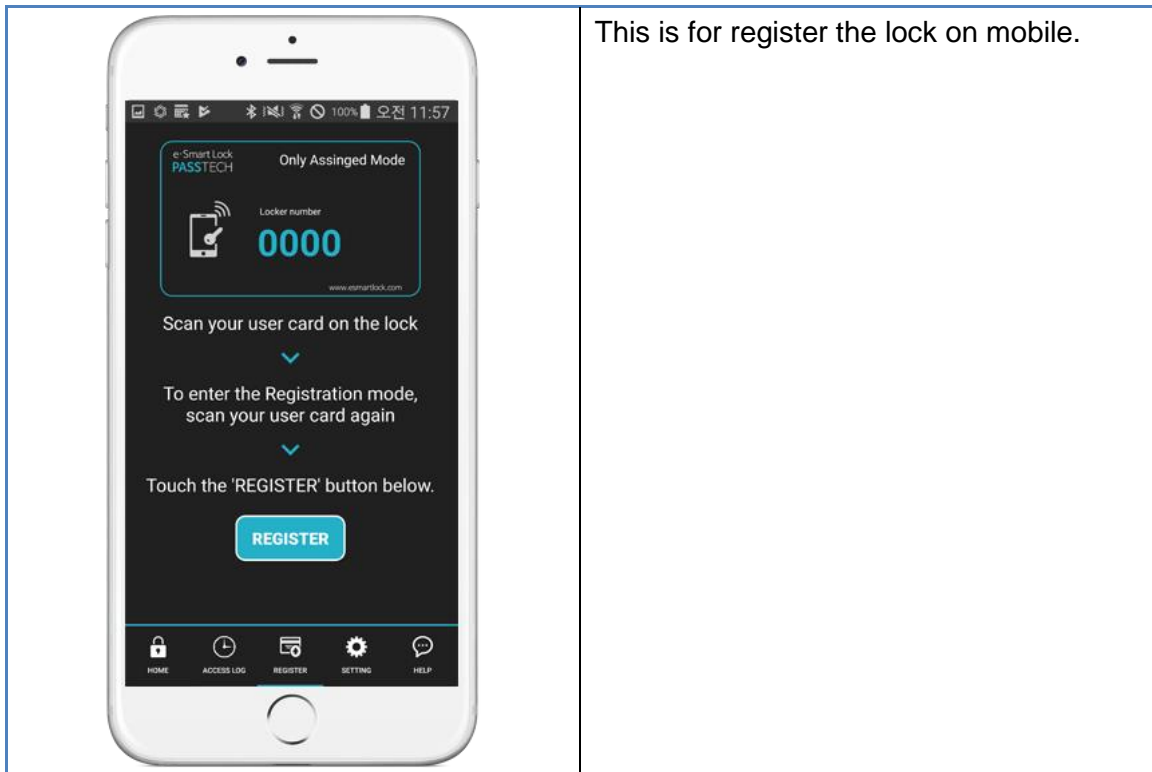 This is for register the lock on mobile.
100% 오전 11:57
e-Smart Lock
PASSTECH
Only Assinged Mode
Locker number
0000
www.esmartlock.com
Scan your user card on the lock
To enter the Registration mode,
scan your user card again
Touch the 'REGISTER' button below.
REGISTER
HOME ACCESS LOG REGISTER SETTING HELP